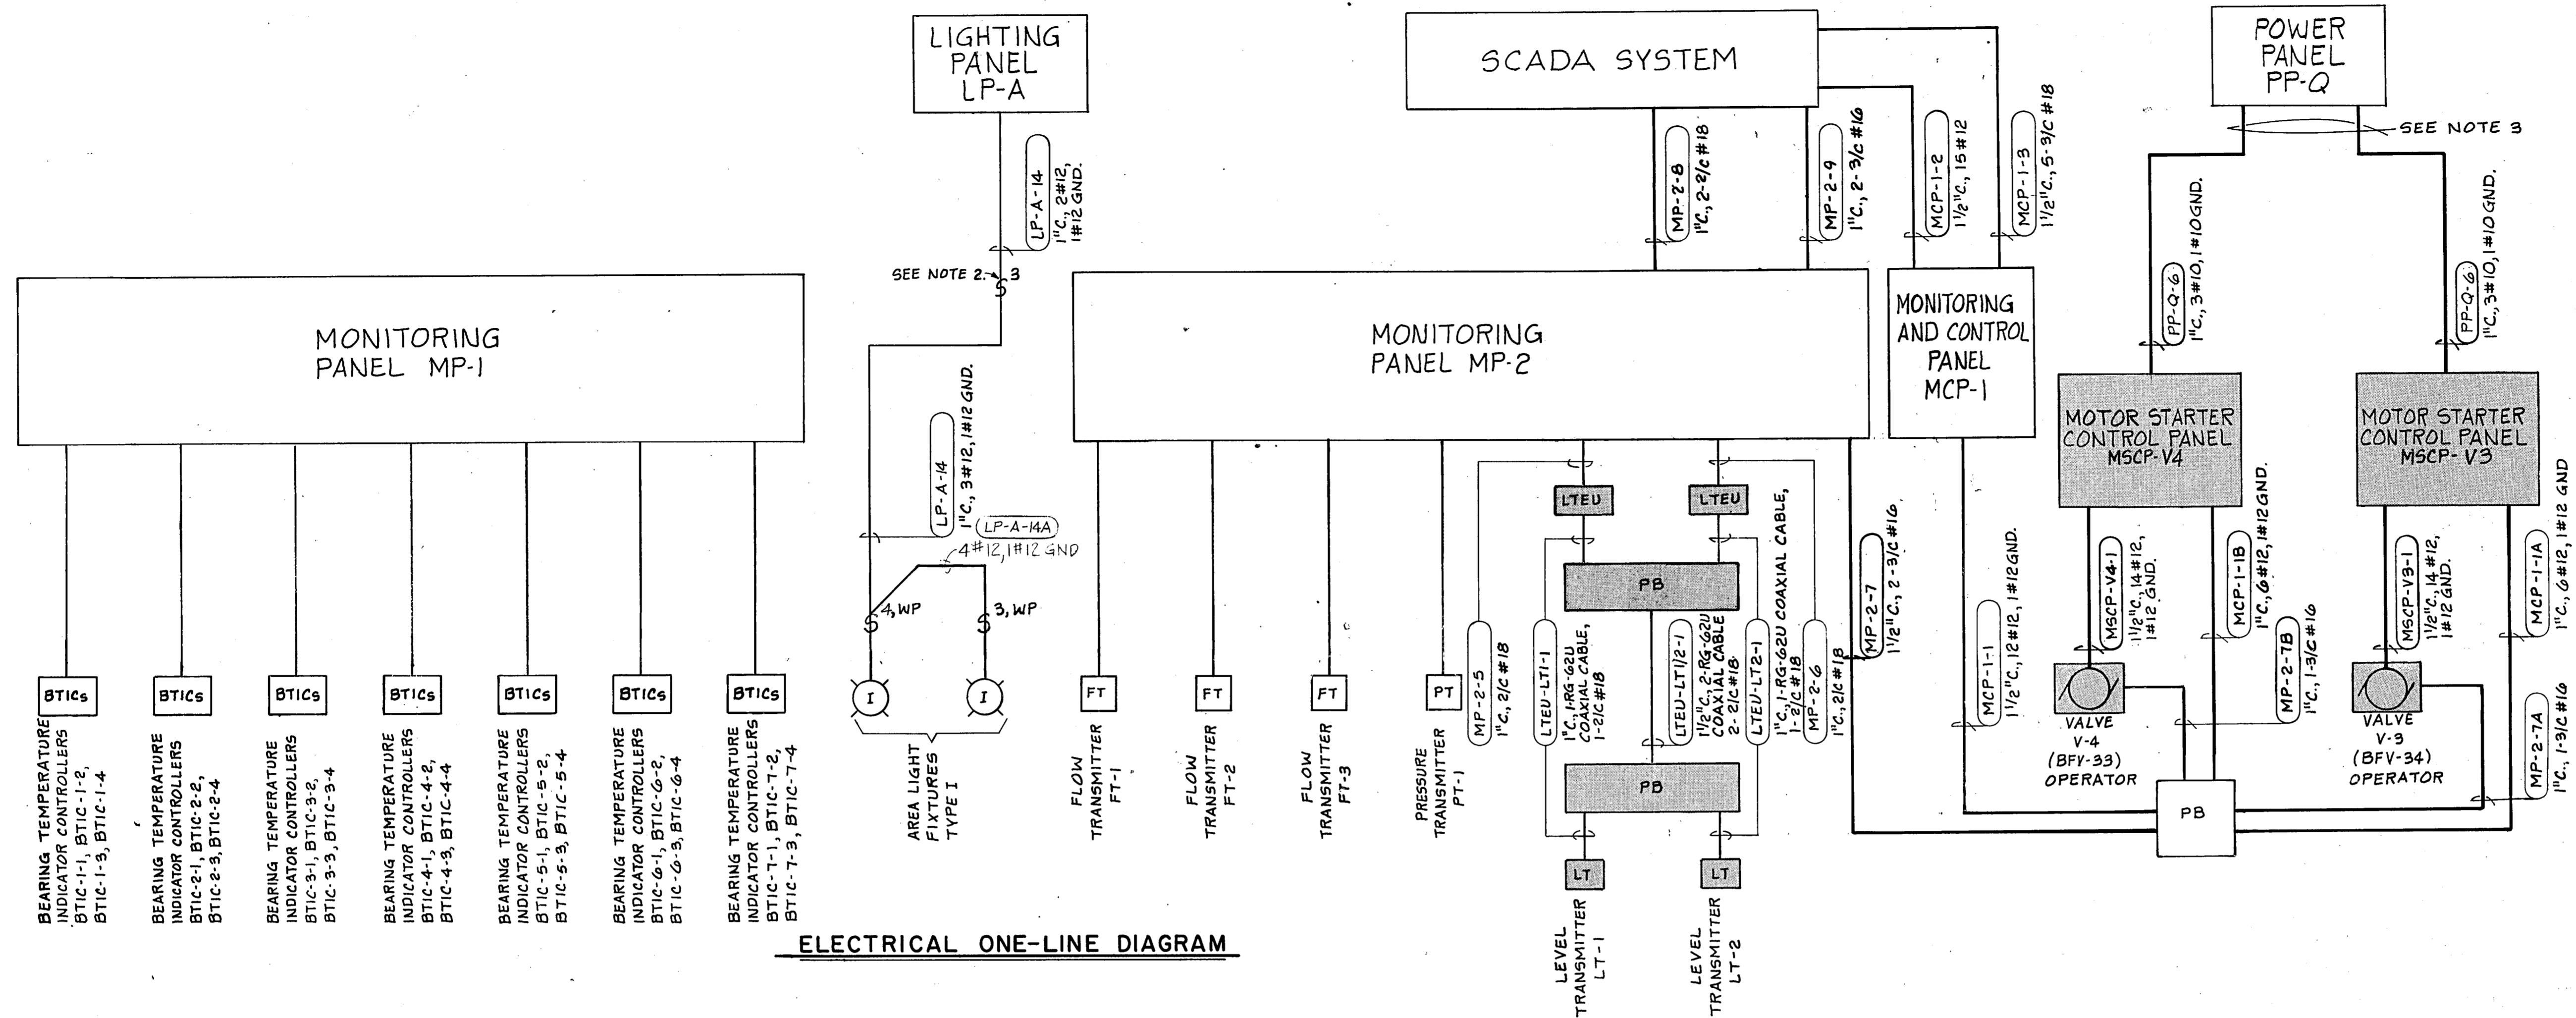 LIGHTING
PANEL
LP-A
SCADA SYSTEM
POWER
PANEL
PP-Q
SEE NOTE 3
LP-A-14
1"C., 2#12,
1#12 GND.
SEE NOTE 2.
3
MP-2-8
1"C., 2-2/C #18
MP-2-9
1"C., 2-3/C #16
MCP-1-2
1½"C., 15#12
MCP-1-3
1½"C., 5-3/C #18
PP-Q-6
1"C., 3#10, 1#10 GND.
PP-Q-6
1"C., 3#10, 1#10 GND.
MONITORING
PANEL MP-1
MONITORING
PANEL MP-2
MONITORING
AND CONTROL
PANEL
MCP-1
MOTOR STARTER
CONTROL PANEL
MSCP-V4
MOTOR STARTER
CONTROL PANEL
MSCP-V3
LP-A-14
1"C., 3#12, 1#12 GND.
LP-A-14A
4#12, 1#12 GND
4, WP
3, WP
I
I
AREA LIGHT
FIXTURES
TYPE I
BTICs
BTICs
BTICs
BTICs
BTICs
BTICs
BTICs
BEARING TEMPERATURE
INDICATOR CONTROLLERS
BTIC-1-1, BTIC-1-2,
BTIC-1-3, BTIC-1-4
BEARING TEMPERATURE
INDICATOR CONTROLLERS
BTIC-2-1, BTIC-2-2,
BTIC-2-3, BTIC-2-4
BEARING TEMPERATURE
INDICATOR CONTROLLERS
BTIC-3-1, BTIC-3-2,
BTIC-3-3, BTIC-3-4
BEARING TEMPERATURE
INDICATOR CONTROLLERS
BTIC-4-1, BTIC-4-2,
BTIC-4-3, BTIC-4-4
BEARING TEMPERATURE
INDICATOR CONTROLLERS
BTIC-5-1, BTIC-5-2,
BTIC-5-3, BTIC-5-4
BEARING TEMPERATURE
INDICATOR CONTROLLERS
BTIC-6-1, BTIC-6-2,
BTIC-6-3, BTIC-6-4
BEARING TEMPERATURE
INDICATOR CONTROLLERS
BTIC-7-1, BTIC-7-2,
BTIC-7-3, BTIC-7-4
FT
FLOW
TRANSMITTER
FT-1
FT
FLOW
TRANSMITTER
FT-2
FT
FLOW
TRANSMITTER
FT-3
PT
PRESSURE
TRANSMITTER
PT-1
LTEU
LTEU
PB
PB
MP-2-5
1"C., 2/C #18
LTEU-LT1-1
1"C., 1-RG-62U
COAXIAL CABLE,
1-2/C #18
LTEU-LT1/2-1
1½"C., 2-RG-62U
COAXIAL CABLE
2-2/C #18
LTEU-LT2-1
1"C., 1-RG-62U COAXIAL CABLE,
1-2/C #18
MP-2-6
1"C., 2/C #18
MP-2-7
1½"C., 2-3/C #16
LT
LEVEL
TRANSMITTER
LT-1
LT
LEVEL
TRANSMITTER
LT-2
MCP-1-1
1½"C., 12#12, 1#12 GND.
MSCP-V4-1
1½"C., 14#12,
1#12 GND.
MCP-1-1B
1"C., 6#12, 1#12 GND.
MP-2-7B
1"C., 1-3/C #16
VALVE
V-4
(BFV-33)
OPERATOR
PB
MSCP-V3-1
1½"C., 14#12,
1#12 GND.
MCP-1-1A
1"C., 6#12, 1#12 GND
MP-2-7A
1"C., 1-3/C #16
VALVE
V-3
(BFV-34)
OPERATOR
ELECTRICAL ONE-LINE DIAGRAM